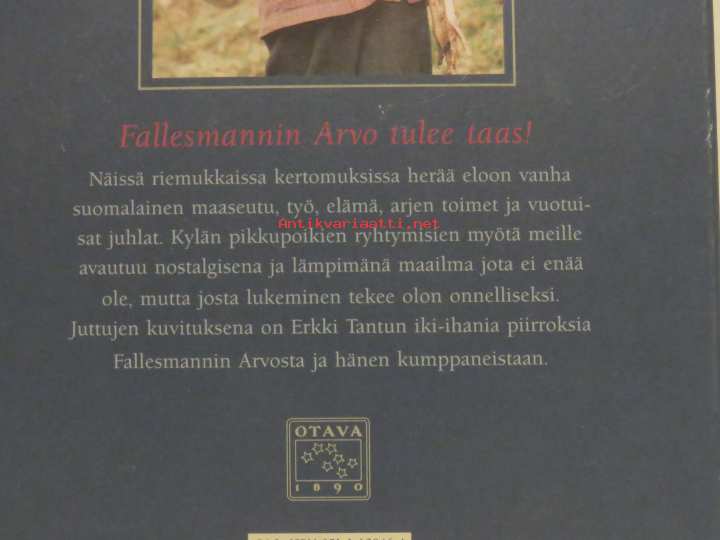 Fallesmannin Arvo tulee taas!
Näissä riemukkaissa kertomuksissa herää eloon vanha
suomalainen maaseutu, työ, elämä, arjen toimet ja vuotui-
Antikvariaatti.net
sat juhlat. Kylän pikkupoikien ryhtymisien myötä meille
avautuu nostalgisena ja lämpimänä maailma jota ei enää
ole, mutta josta lukeminen tekee olon onnelliseksi.
Juttujen kuvituksena on Erkki Tantun iki-ihania piirroksia
Fallesmannin Arvosta ja hänen kumppaneistaan.
OTAVA
1890